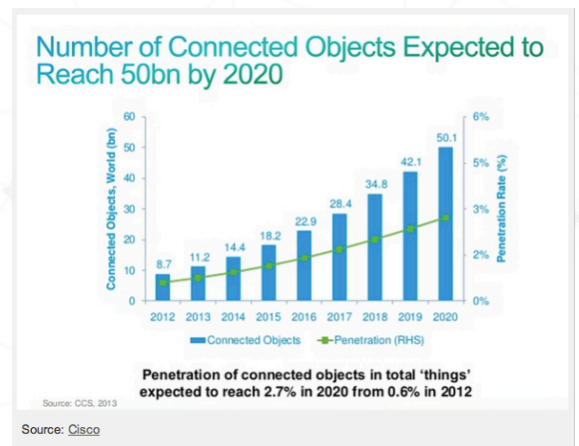 Number of Connected Objects Expected to
Reach 50bn by 2020
Connected Objects, World (bn)
60
50
40
30
20
10
0
8.7
11.2
14.4
18.2
22.9
28.4
34.8
42.1
50.1
6%
5%
3%
2%
0%
Penetration Rate (%)
2012 2013 2014 2015 2016 2017 2018 2019 2020
Connected Objects Penetration (RHS)
Penetration of connected objects in total ‘things’
expected to reach 2.7% in 2020 from 0.6% in 2012
Source: CCS, 2013
Source: Cisco